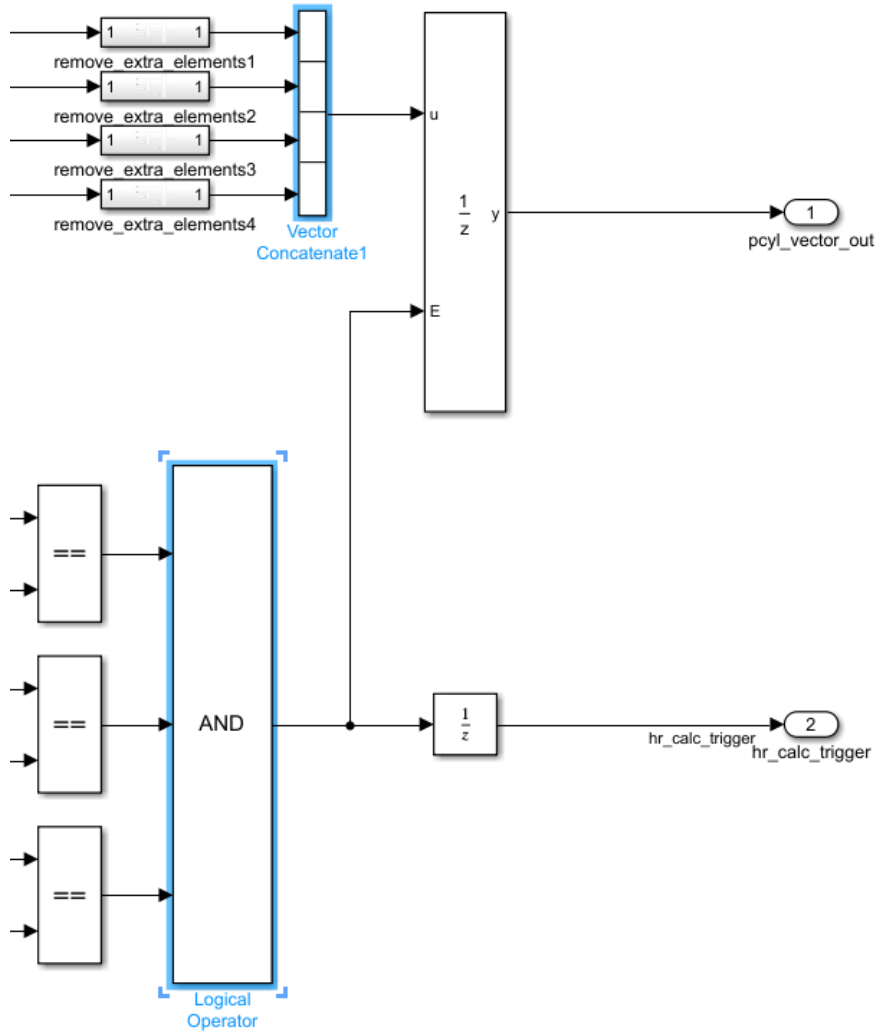 1 1
remove_extra_elements1
1 1
remove_extra_elements2
1 1
remove_extra_elements3
1 1
remove_extra_elements4
Vector
Concatenate1
u
1
z
y
E
1
pcyl_vector_out
==
==
==
AND
Logical
Operator
1
z
hr_calc_trigger
2
hr_calc_trigger